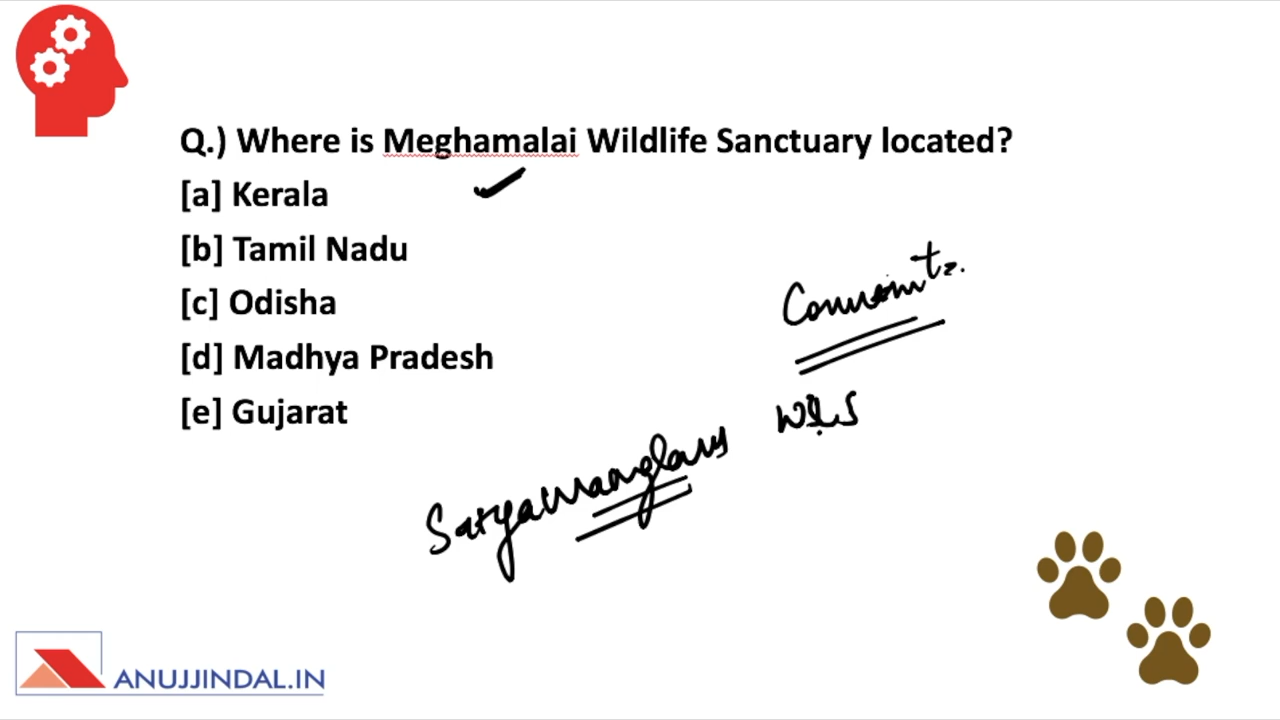 Q.) Where is Meghamalai Wildlife Sanctuary located?
[a] Kerala
[b] Tamil Nadu
[c] Odisha
[d] Madhya Pradesh
[e] Gujarat
WLS
ANUJJINDAL.IN